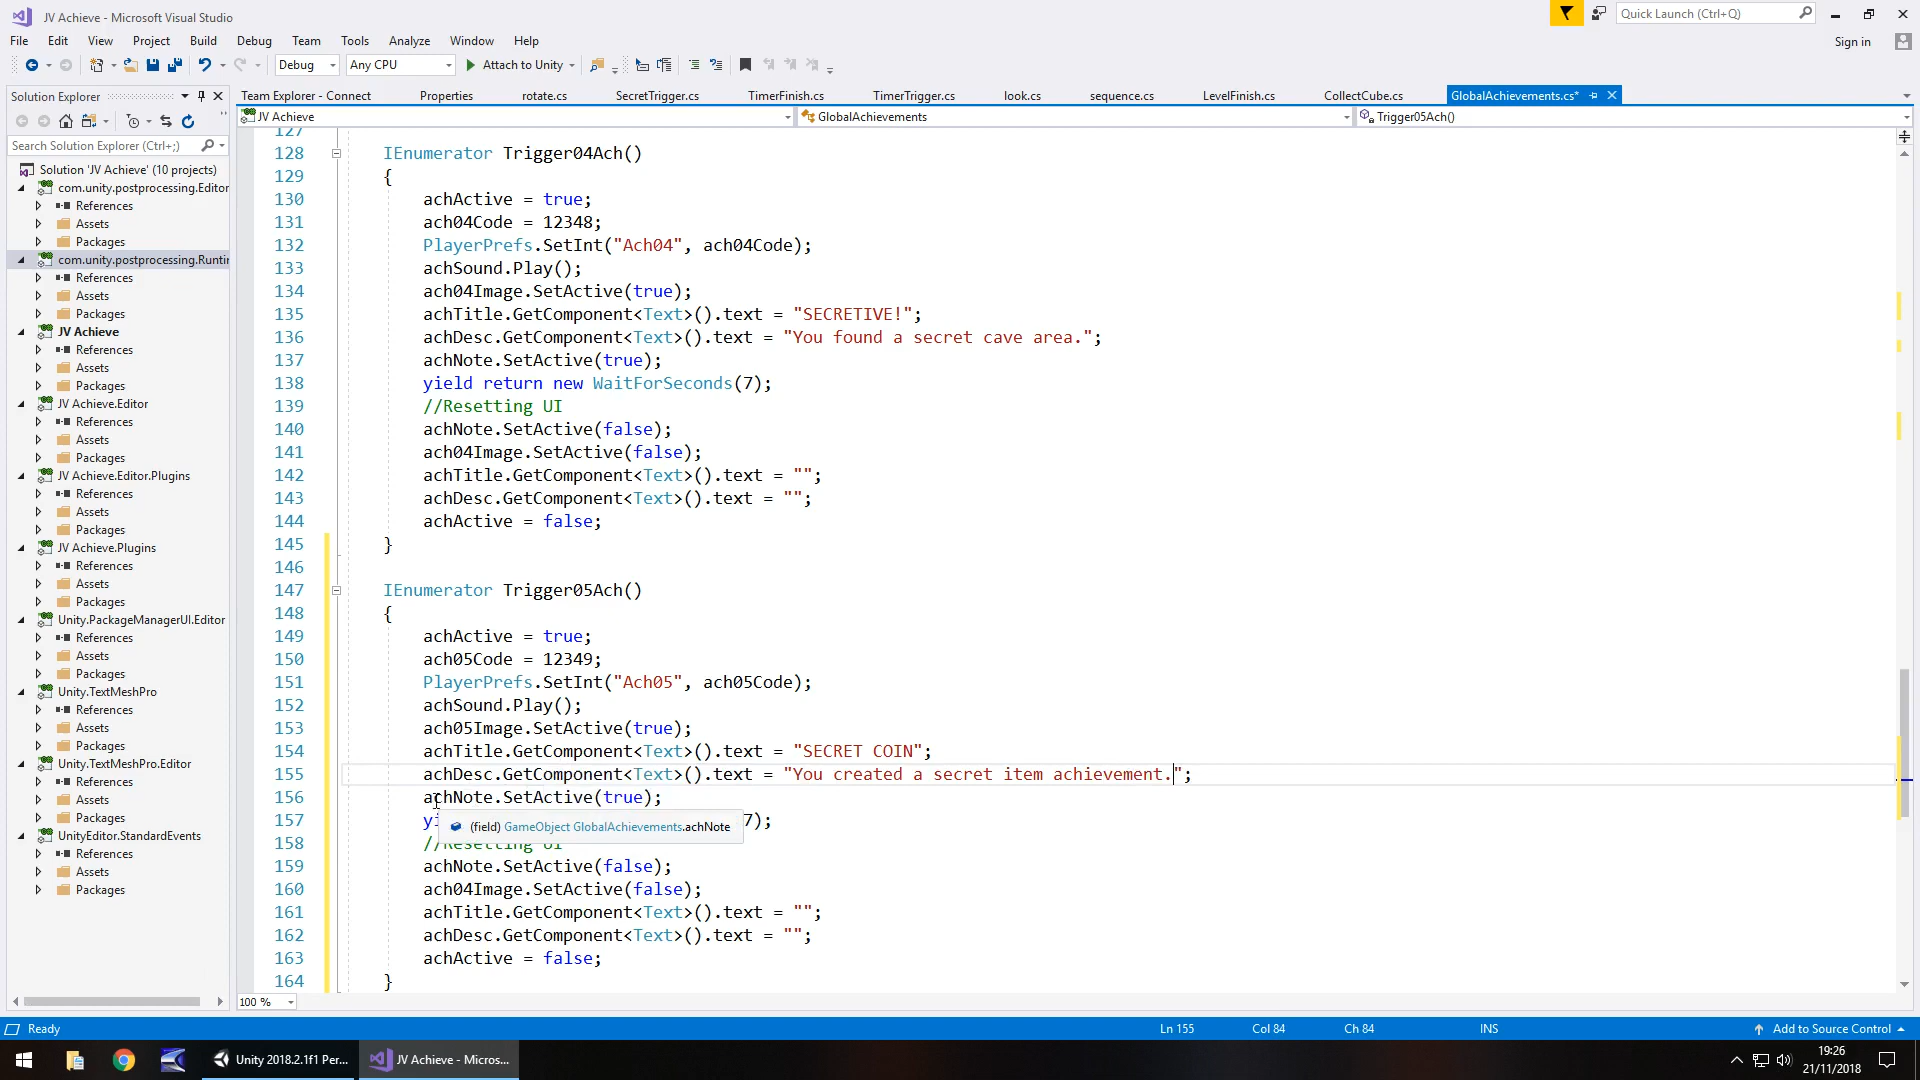 JV Achieve - Microsoft Visual Studio
Quick Launch (Ctrl+Q)
File Edit View Project Build Debug Team Tools Analyze Window Help
Sign in
Debug Any CPU Attach to Unity
Solution Explorer
Team Explorer - Connect Properties rotate.cs SecretTrigger.cs TimerFinish.cs TimerTrigger.cs look.cs sequence.cs LevelFinish.cs CollectCube.cs GlobalAchievements.cs*
JV Achieve GlobalAchievements Trigger05Ach()
Search Solution Explorer (Ctrl+;)
Solution 'JV Achieve' (10 projects)
com.unity.postprocessing.Editor
References
Assets
Packages
com.unity.postprocessing.Runtin
References
Assets
Packages
JV Achieve
References
Assets
Packages
JV Achieve.Editor
References
Assets
Packages
JV Achieve.Editor.Plugins
References
Assets
Packages
JV Achieve.Plugins
References
Assets
Packages
Unity.PackageManagerUI.Editor
References
Assets
Packages
Unity.TextMeshPro
References
Assets
Packages
Unity.TextMeshPro.Editor
References
Assets
Packages
UnityEditor.StandardEvents
References
Assets
Packages
127
128 IEnumerator Trigger04Ach()
129 {
130 achActive = true;
131 ach04Code = 12348;
132 PlayerPrefs.SetInt("Ach04", ach04Code);
133 achSound.Play();
134 ach04Image.SetActive(true);
135 achTitle.GetComponent<Text>().text = "SECRETIVE!";
136 achDesc.GetComponent<Text>().text = "You found a secret cave area.";
137 achNote.SetActive(true);
138 yield return new WaitForSeconds(7);
139 //Resetting UI
140 achNote.SetActive(false);
141 ach04Image.SetActive(false);
142 achTitle.GetComponent<Text>().text = "";
143 achDesc.GetComponent<Text>().text = "";
144 achActive = false;
145 }
146
147 IEnumerator Trigger05Ach()
148 {
149 achActive = true;
150 ach05Code = 12349;
151 PlayerPrefs.SetInt("Ach05", ach05Code);
152 achSound.Play();
153 ach05Image.SetActive(true);
154 achTitle.GetComponent<Text>().text = "SECRET COIN";
155 achDesc.GetComponent<Text>().text = "You created a secret item achievement.";
156 achNote.SetActive(true);
157 yi 7);
(field) GameObject GlobalAchievements.achNote
158 //Resetting UI
159 achNote.SetActive(false);
160 ach04Image.SetActive(false);
161 achTitle.GetComponent<Text>().text = "";
162 achDesc.GetComponent<Text>().text = "";
163 achActive = false;
164 }
100 %
Ready Ln 155 Col 84 Ch 84 INS Add to Source Control
Unity 2018.2.1f1 Per... JV Achieve - Micros...
19:26
21/11/2018